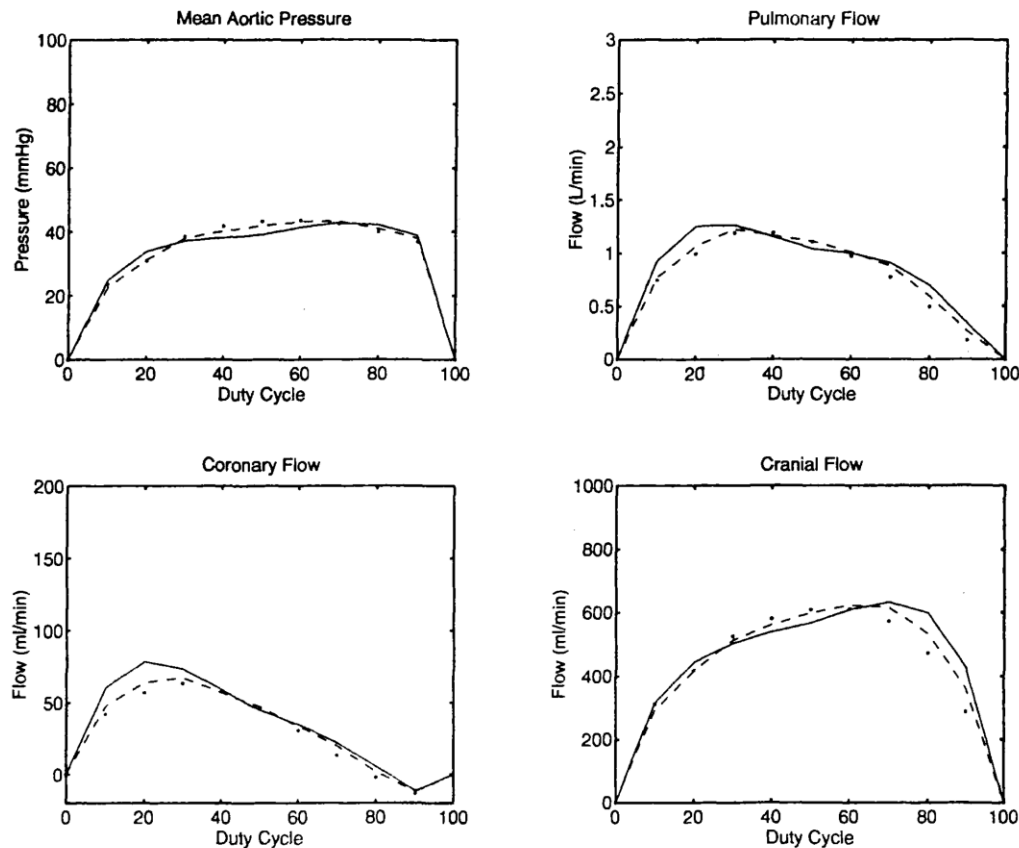 Mean Aortic Pressure
100
80
60
40
20
0
Pressure (mmHg)
0 20 40 60 80 100
Duty Cycle
Pulmonary Flow
3
2.5
2
1.5
1
0.5
0
Flow (L/min)
0 20 40 60 80 100
Duty Cycle
Coronary Flow
200
150
100
50
0
Flow (ml/min)
0 20 40 60 80 100
Duty Cycle
Cranial Flow
1000
800
600
400
200
0
Flow (ml/min)
0 20 40 60 80 100
Duty Cycle